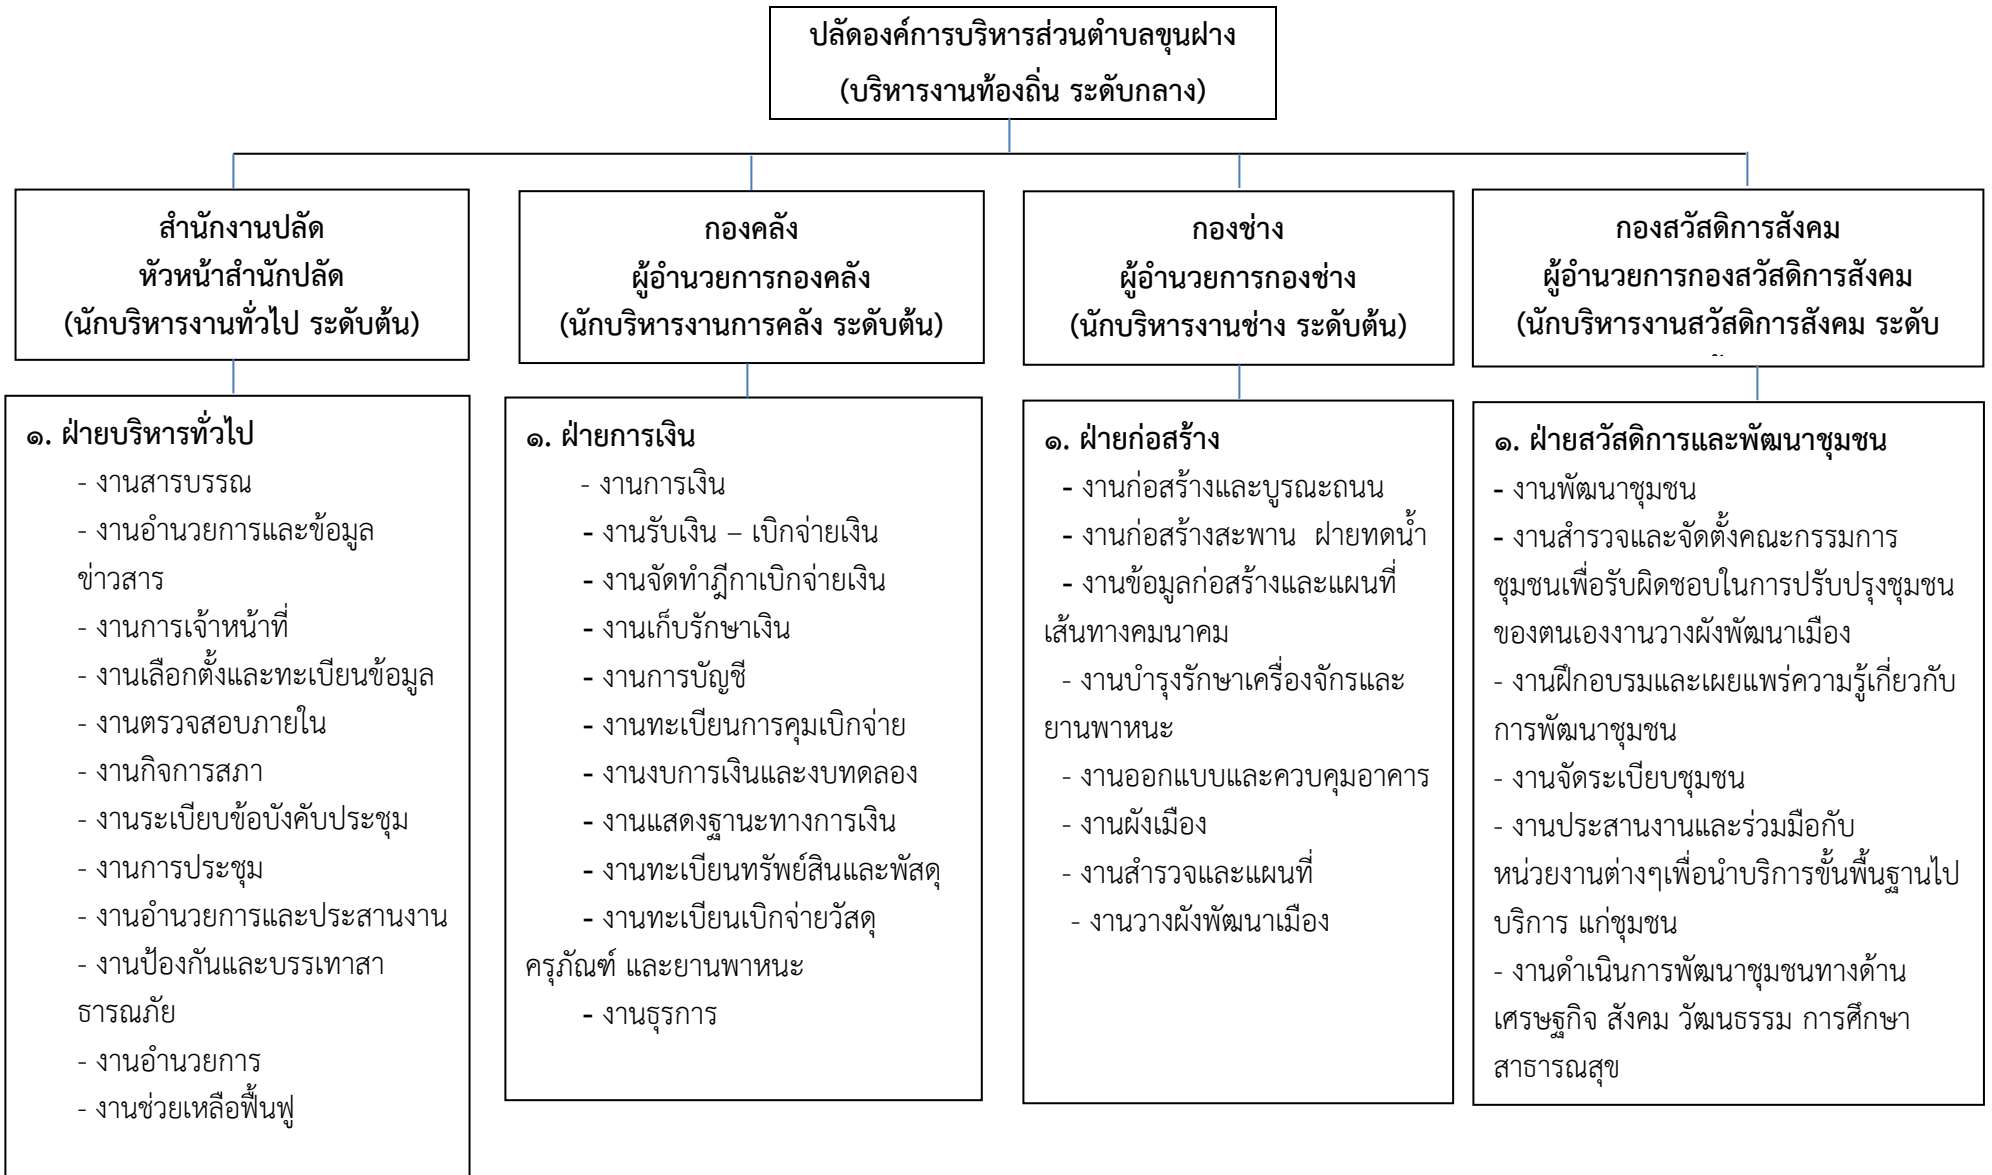 ปลัดองค์การบริหารส่วนตำบลขุนฝาง
(บริหารงานท้องถิ่น ระดับกลาง)
สำนักงานปลัด
หัวหน้าสำนักปลัด
(นักบริหารงานทั่วไป ระดับต้น)
กองคลัง
ผู้อำนวยการกองคลัง
(นักบริหารงานการคลัง ระดับต้น)
กองช่าง
ผู้อำนวยการกองช่าง
(นักบริหารงานช่าง ระดับต้น)
กองสวัสดิการสังคม
ผู้อำนวยการกองสวัสดิการสังคม
(นักบริหารงานสวัสดิการสังคม ระดับ
๑. ฝ่ายบริหารทั่วไป
- งานสารบรรณ
- งานอำนวยการและข้อมูล
ข่าวสาร
- งานการเจ้าหน้าที่
- งานเลือกตั้งและทะเบียนข้อมูล
- งานตรวจสอบภายใน
- งานกิจการสภา
- งานระเบียบข้อบังคับประชุม
- งานการประชุม
- งานอำนวยการและประสานงาน
- งานป้องกันและบรรเทาสา
ธารณภัย
- งานอำนวยการ
- งานช่วยเหลือฟื้นฟู
๑. ฝ่ายการเงิน
- งานการเงิน
- งานรับเงิน – เบิกจ่ายเงิน
- งานจัดทำฎีกาเบิกจ่ายเงิน
- งานเก็บรักษาเงิน
- งานการบัญชี
- งานทะเบียนการคุมเบิกจ่าย
- งานงบการเงินและงบทดลอง
- งานแสดงฐานะทางการเงิน
- งานทะเบียนทรัพย์สินและพัสดุ
- งานทะเบียนเบิกจ่ายวัสดุ
ครุภัณฑ์ และยานพาหนะ
- งานธุรการ
๑. ฝ่ายก่อสร้าง
- งานก่อสร้างและบูรณะถนน
- งานก่อสร้างสะพาน ฝายทดน้ำ
- งานข้อมูลก่อสร้างและแผนที่
เส้นทางคมนาคม
- งานบำรุงรักษาเครื่องจักรและ
ยานพาหนะ
- งานออกแบบและควบคุมอาคาร
- งานผังเมือง
- งานสำรวจและแผนที่
- งานวางผังพัฒนาเมือง
๑. ฝ่ายสวัสดิการและพัฒนาชุมชน
- งานพัฒนาชุมชน
- งานสำรวจและจัดตั้งคณะกรรมการ
ชุมชนเพื่อรับผิดชอบในการปรับปรุงชุมชน
ของตนเองงานวางผังพัฒนาเมือง
- งานฝึกอบรมและเผยแพร่ความรู้เกี่ยวกับ
การพัฒนาชุมชน
- งานจัดระเบียบชุมชน
- งานประสานงานและร่วมมือกับ
หน่วยงานต่างๆเพื่อนำบริการขั้นพื้นฐานไป
บริการ แก่ชุมชน
- งานดำเนินการพัฒนาชุมชนทางด้าน
เศรษฐกิจ สังคม วัฒนธรรม การศึกษา
สาธารณสุข